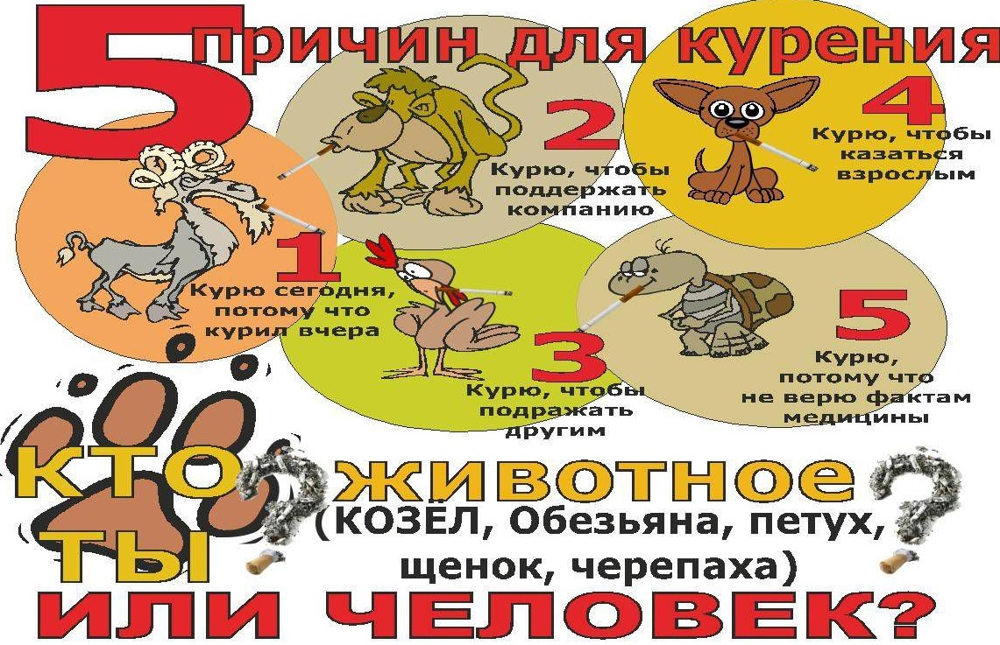 5 причин для курения
1
Курю сегодня,
потому что
курил вчера
2
Курю, чтобы
поддержать
компанию
3
Курю, чтобы
подражать
другим
4
Курю, чтобы
казаться
взрослым
5
Курю,
потому что
не верю фактам
медицины
КТО
ТЫ?
животное?
(КОЗЁЛ, Обезьяна, петух,
щенок, черепаха)
ИЛИ ЧЕЛОВЕК?